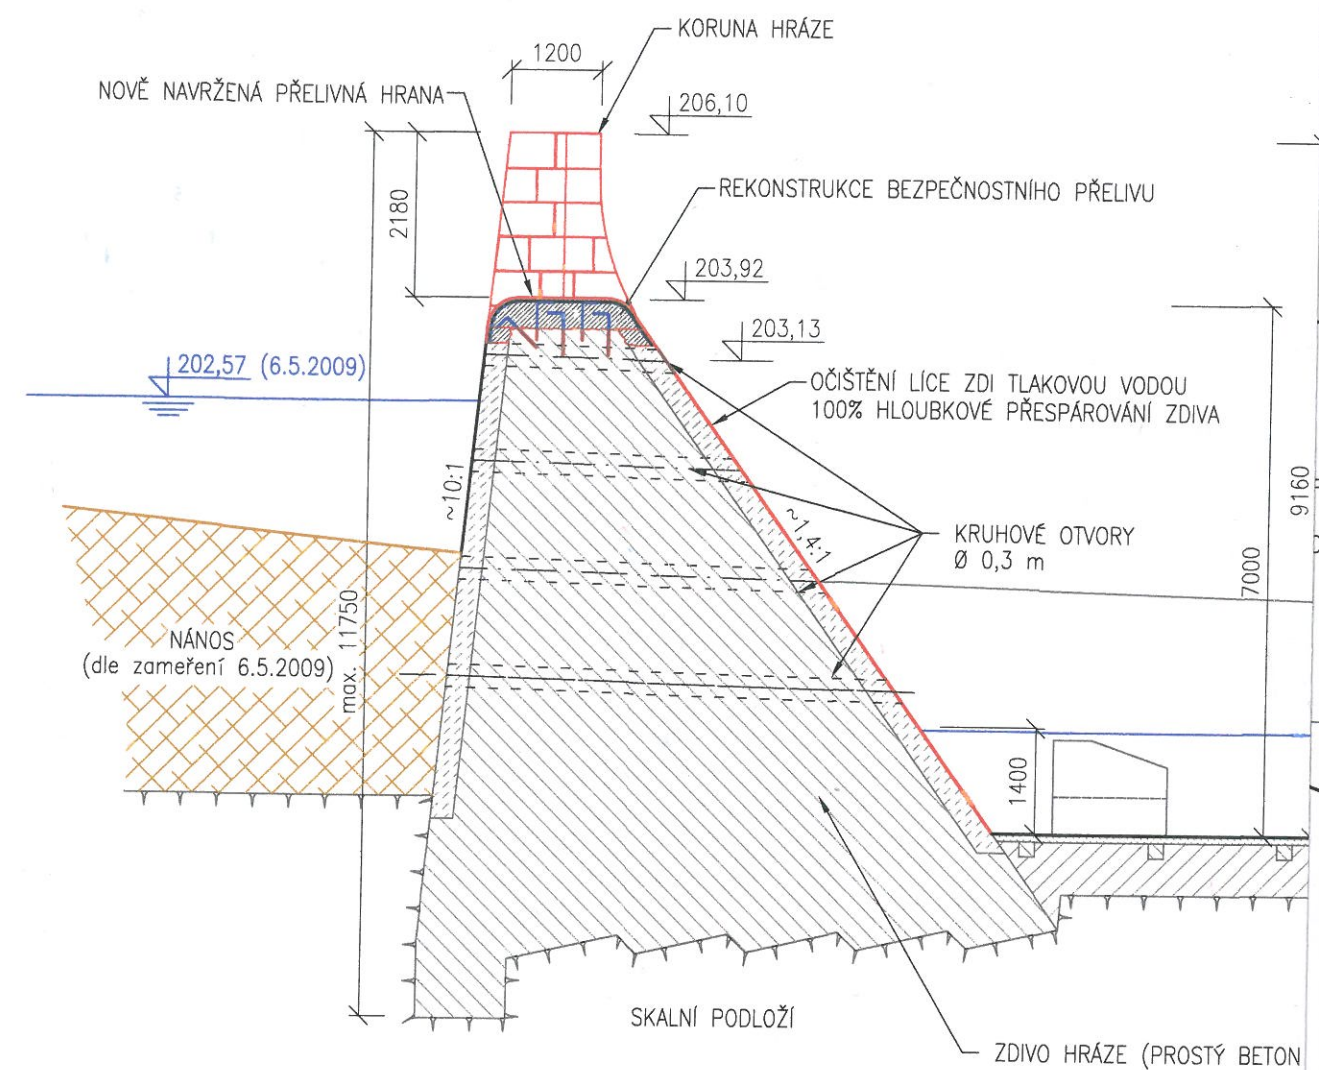 KORUNA HRÁZE
1200
NOVĚ NAVRŽENÁ PŘELIVNÁ HRANA
206,10
REKONSTRUKCE BEZPEČNOSTNÍHO PŘELIVU
2180
203,92
203,13
202,57 (6.5.2009)
OČIŠTĚNÍ LÍCE ZDI TLAKOVOU VODOU
100% HLOUBKOVÉ PŘESPÁROVÁNÍ ZDIVA
~10:1
~1,4:1
9160
KRUHOVÉ OTVORY
Ø 0,3 m
7000
NÁNOS
(dle zameření 6.5.2009)
max. 11750
1400
SKALNÍ PODLOŽÍ
ZDIVO HRÁZE (PROSTÝ BETON